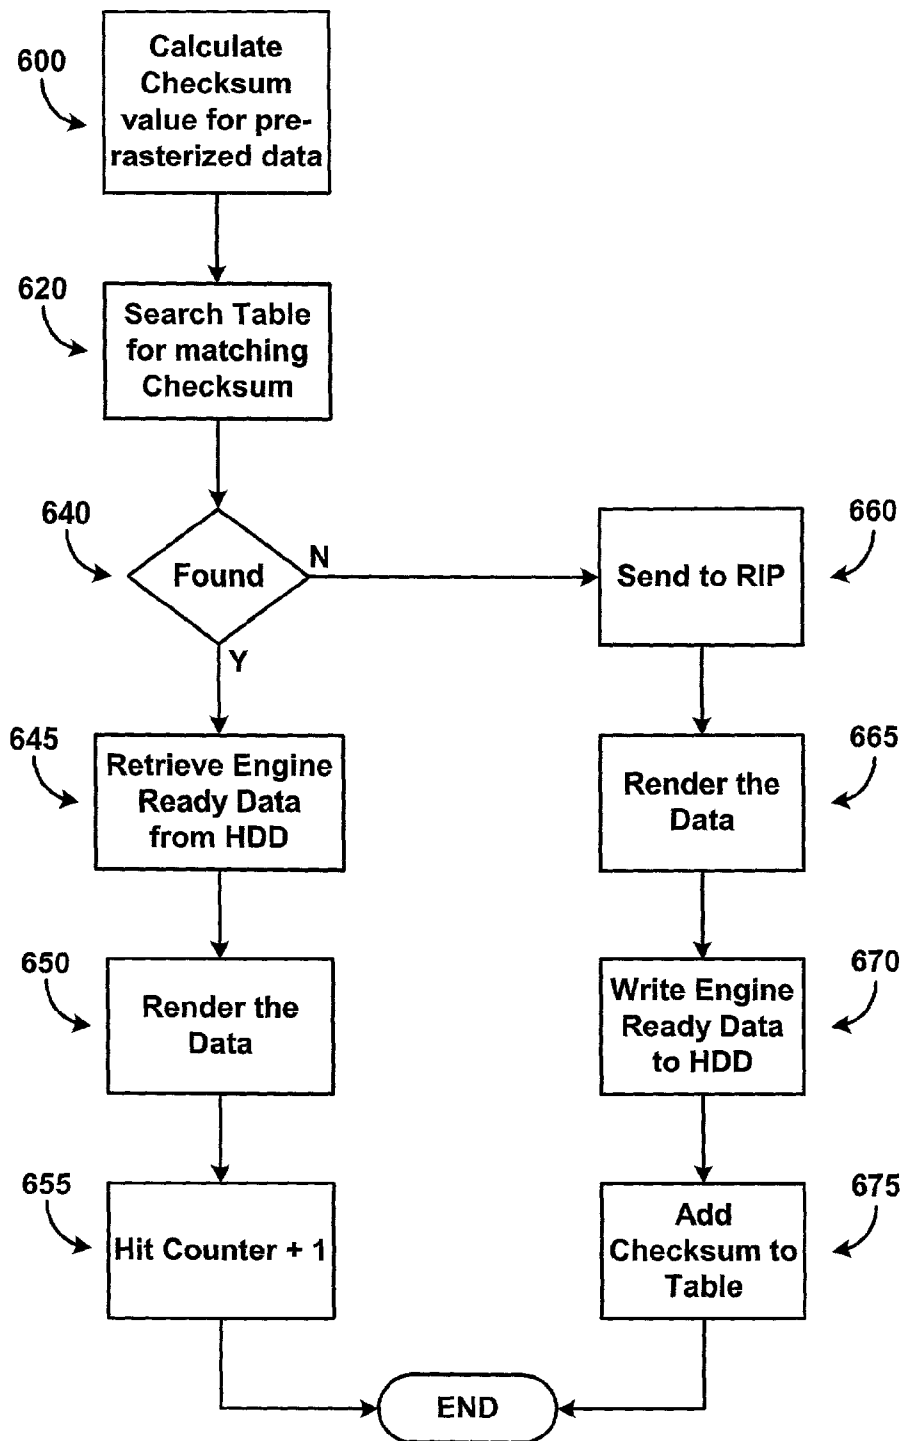 600
Calculate
Checksum
value for pre-
rasterized data
620
Search Table
for matching
Checksum
640
Found
N
Y
660
Send to RIP
645
Retrieve Engine
Ready Data
from HDD
665
Render the
Data
650
Render the
Data
670
Write Engine
Ready Data
to HDD
655
Hit Counter + 1
675
Add
Checksum to
Table
END